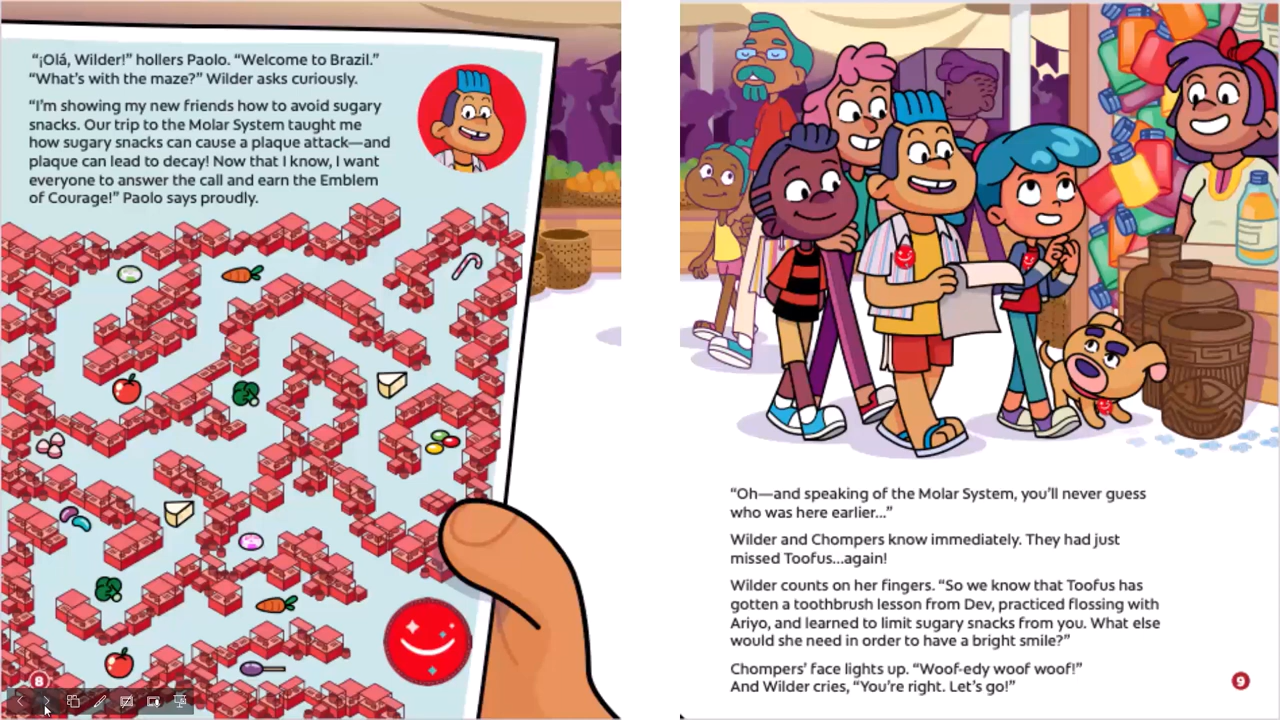 “¡Olá, Wilder!” hollers Paolo. “Welcome to Brazil.”
“What’s with the maze?” Wilder asks curiously.
“I’m showing my new friends how to avoid sugary
snacks. Our trip to the Molar System taught me
how sugary snacks can cause a plaque attack—and
plaque can lead to decay! Now that I know, I want
everyone to answer the call and earn the Emblem
of Courage!” Paolo says proudly.
8
“Oh—and speaking of the Molar System, you’ll never guess
who was here earlier...”
Wilder and Chompers know immediately. They had just
missed Toofus...again!
Wilder counts on her fingers. “So we know that Toofus has
gotten a toothbrush lesson from Dev, practiced flossing with
Ariyo, and learned to limit sugary snacks from you. What else
would she need in order to have a bright smile?”
Chompers’ face lights up. “Woof-edy woof woof!”
And Wilder cries, “You’re right. Let’s go!”
9